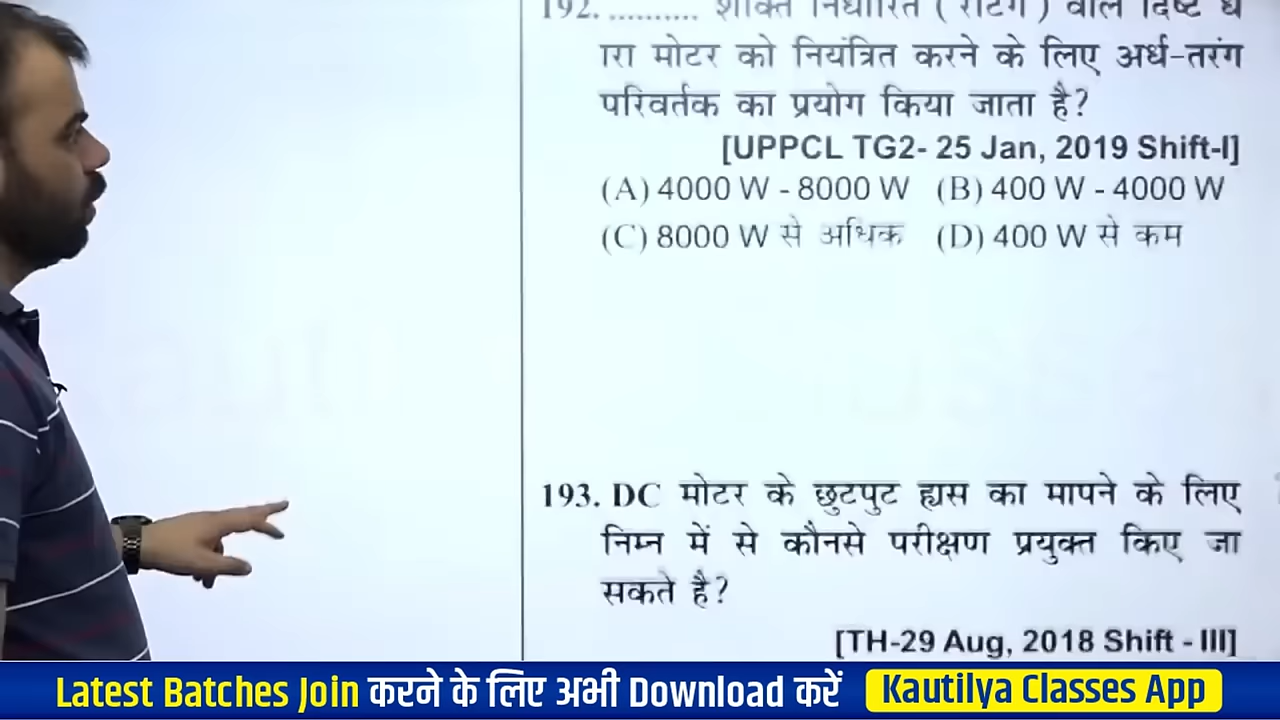 192. .......... शक्ति निर्धारित ( रेटिंग ) वाले दिष्ट ध
ारा मोटर को नियंत्रित करने के लिए अर्ध-तरंग
परिवर्तक का प्रयोग किया जाता है?
[UPPCL TG2- 25 Jan, 2019 Shift-I]
(A) 4000 W - 8000 W (B) 400 W - 4000 W
(C) 8000 W से अधिक (D) 400 W से कम
193. DC मोटर के छुटपुट ह्यस का मापने के लिए
निम्न में से कौनसे परीक्षण प्रयुक्त किए जा
सकते है?
[TH-29 Aug, 2018 Shift - III]
Latest Batches Join करने के लिए अभी Download करें Kautilya Classes App